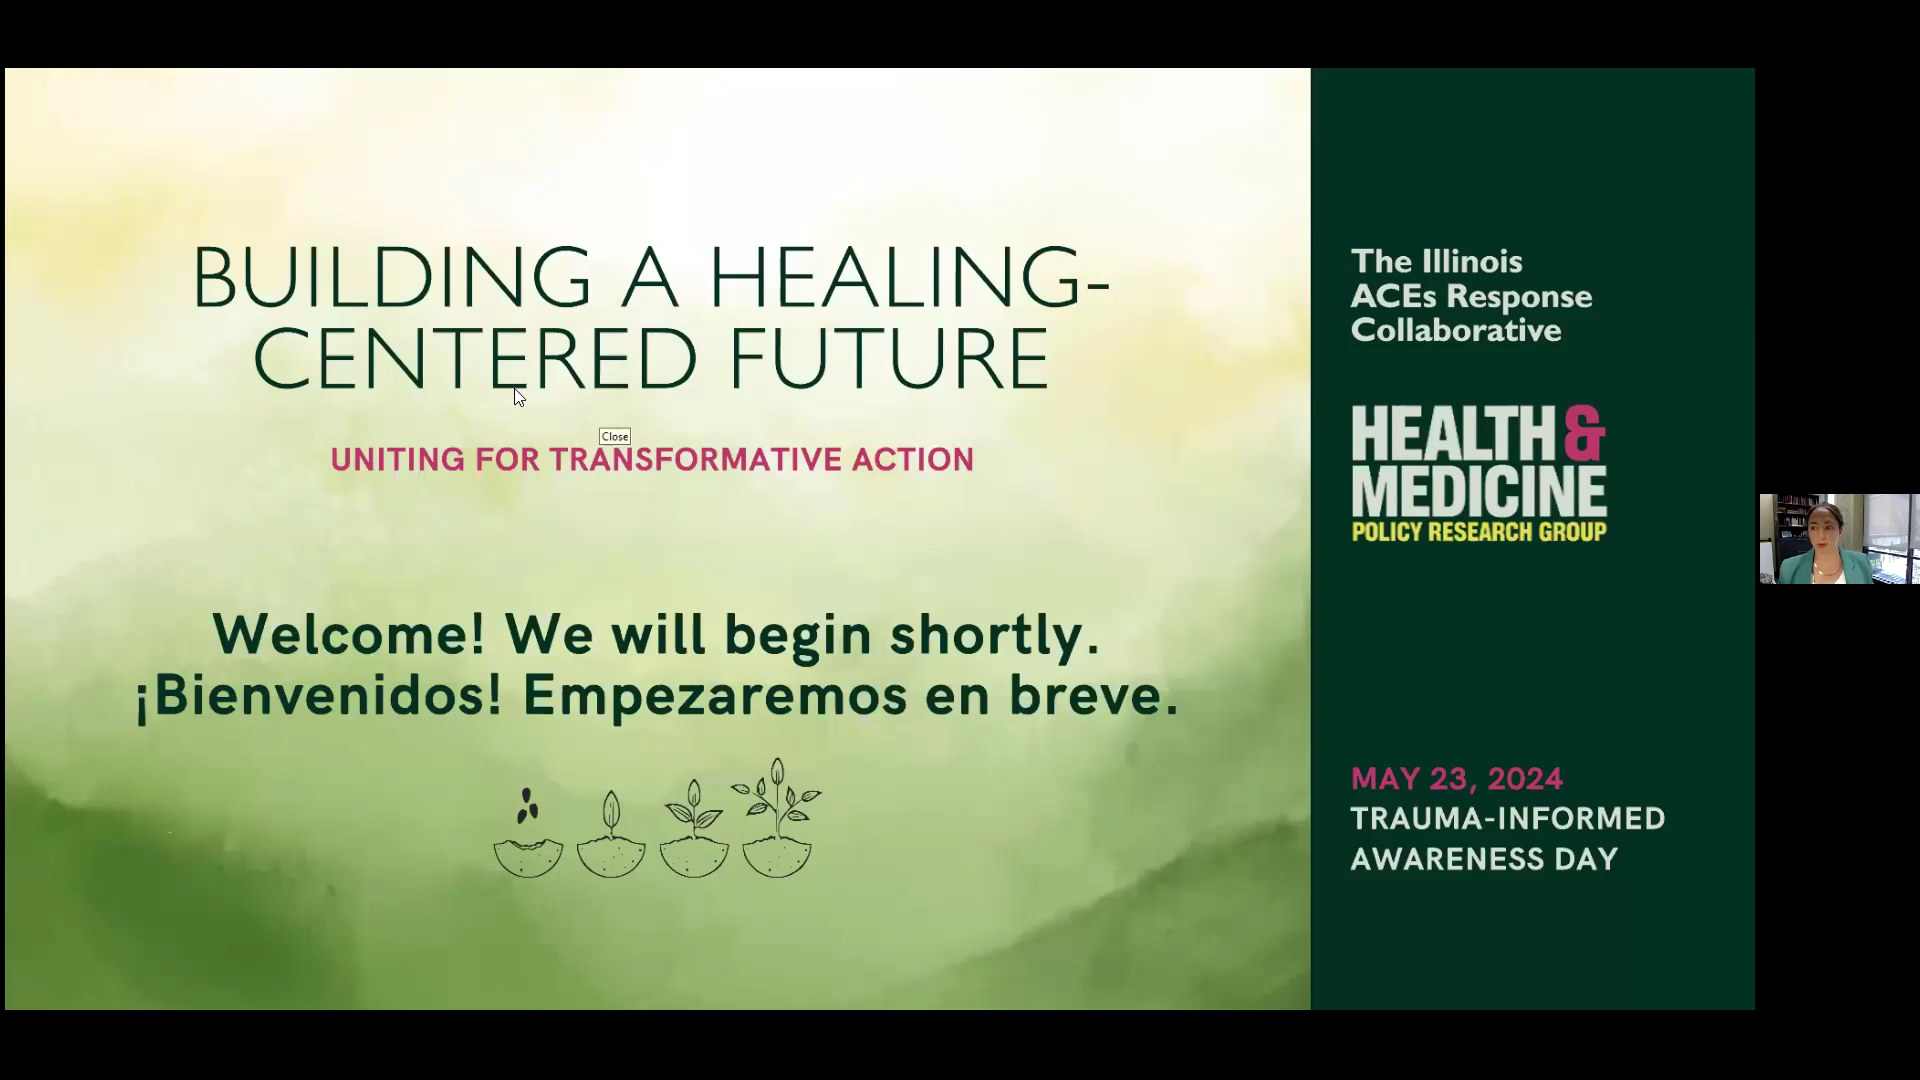 BUILDING A HEALING-
CENTERED FUTURE
Close
UNITING FOR TRANSFORMATIVE ACTION
Welcome! We will begin shortly.
¡Bienvenidos! Empezaremos en breve.
The Illinois
ACEs Response
Collaborative
HEALTH &
MEDICINE
POLICY RESEARCH GROUP
MAY 23, 2024
TRAUMA-INFORMED
AWARENESS DAY